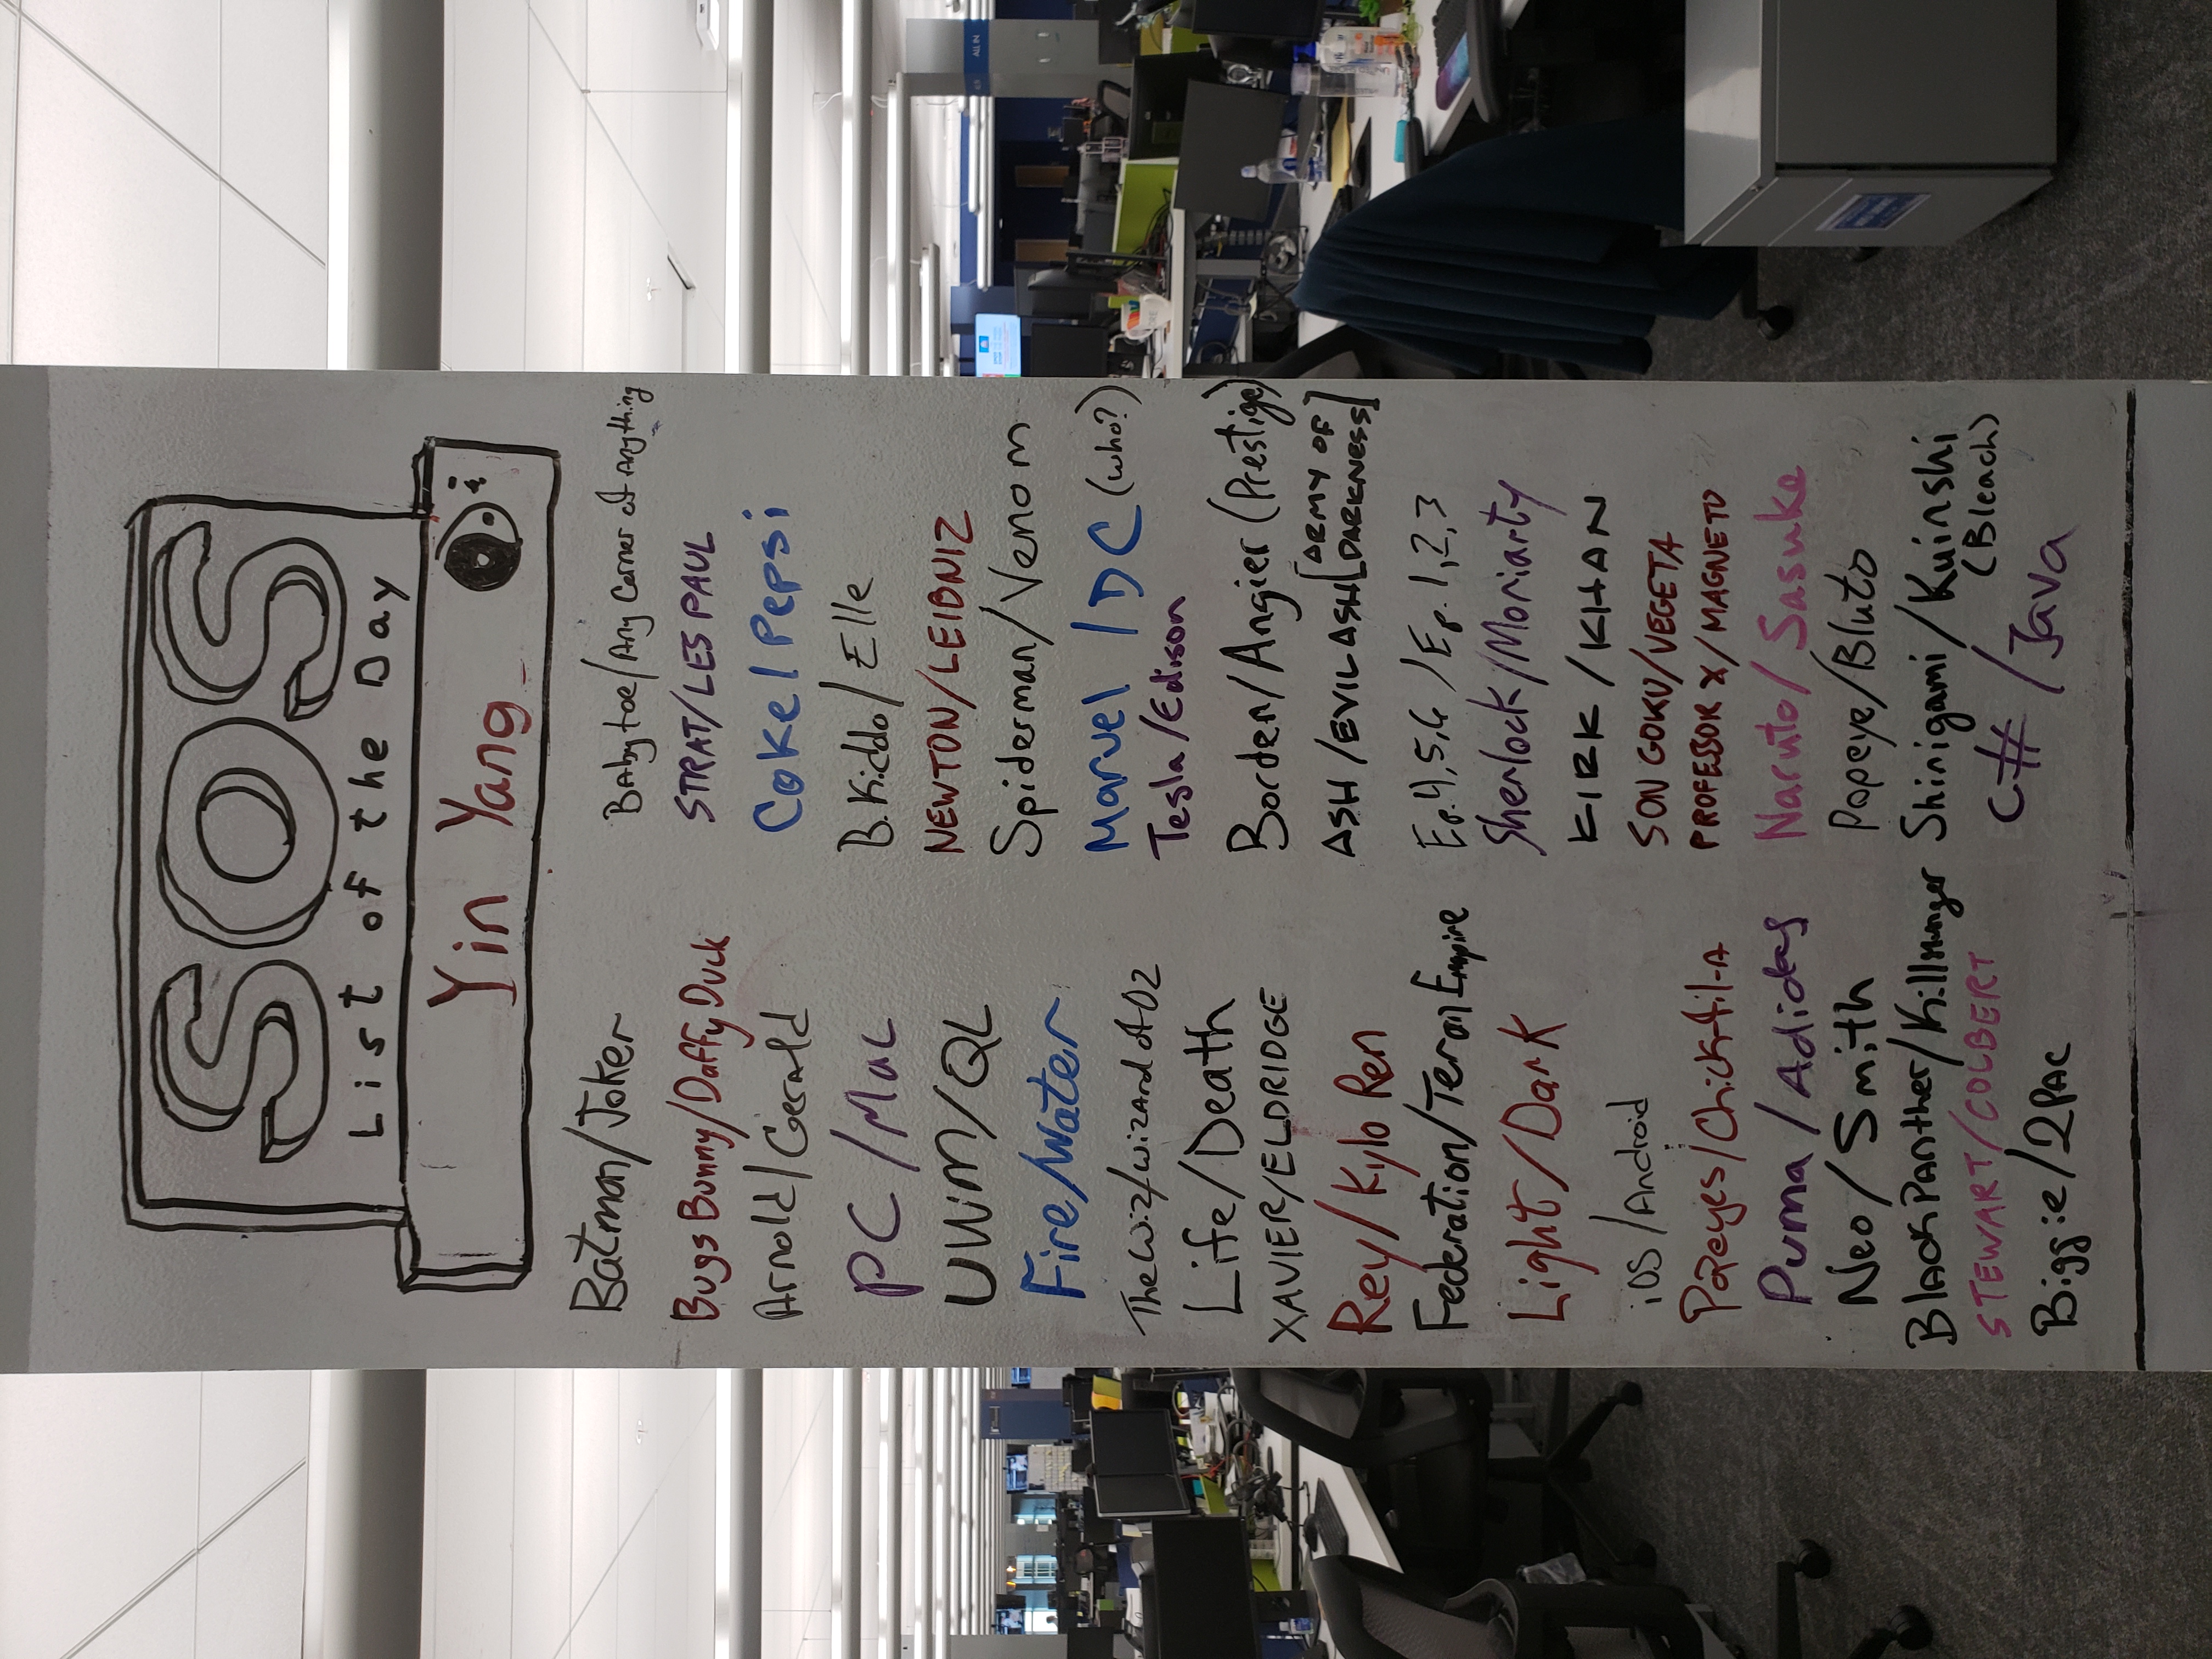 SOS
List of the Day
Yin Yang
Batman/Joker
Bugs Bunny/Daffy Duck
Arnold/Gerald
PC/Mac
UWM/QL
Fire/Water
The Wiz/Wizard of Oz
Life/Death
XAVIER/ELDRIDGE
Rey/Kylo Ren
Federation/Teran Empire
Light/Dark
iOS/Android
Popeyes/Chick-fil-A
Puma/Adidas
Neo/Smith
Black Panther/Killmunger
STEWART/COLBERT
Biggie/2PAC
Baby toe/Any Corner of Anything
STRAT/LES PAUL
Coke/Pepsi
B. Kiddo/Elle
NEWTON/LEIBNIZ
Spiderman/Venom
Marvel/DC (who?)
Tesla/Edison
Borden/Angier (Prestige)
ASH/EVIL ASH [ARMY OF
DARKNESS]
Ep. 4,5,6/Ep. 1,2,3
Sherlock/Moriarty
KIRK/KHAN
SON GOKU/VEGETA
PROFESSOR X/MAGNETO
Naruto/Sasuke
Popeye/Bluto
Shinigami/Kuinshi
(Bleach)
C#/Java
ALL IN